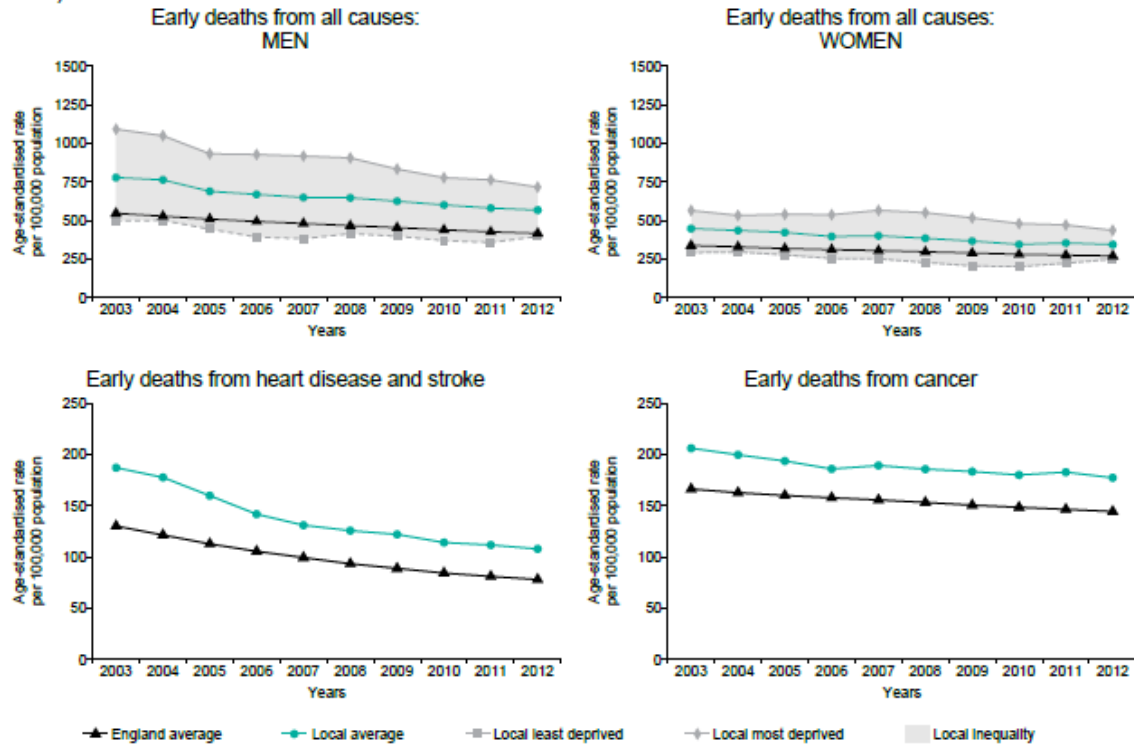 Early deaths from all causes:
MEN
Age-standardised rate
per 100,000 population
1500
1250
1000
750
500
250
0
2003 2004 2005 2006 2007 2008 2009 2010 2011 2012
Years
Early deaths from all causes:
WOMEN
Age-standardised rate
per 100,000 population
1500
1250
1000
750
500
250
0
2003 2004 2005 2006 2007 2008 2009 2010 2011 2012
Years
Early deaths from heart disease and stroke
Age-standardised rate
per 100,000 population
250
200
150
100
50
0
2003 2004 2005 2006 2007 2008 2009 2010 2011 2012
Years
Early deaths from cancer
Age-standardised rate
per 100,000 population
250
200
150
100
50
0
2003 2004 2005 2006 2007 2008 2009 2010 2011 2012
Years
England average Local average Local least deprived Local most deprived Local inequality